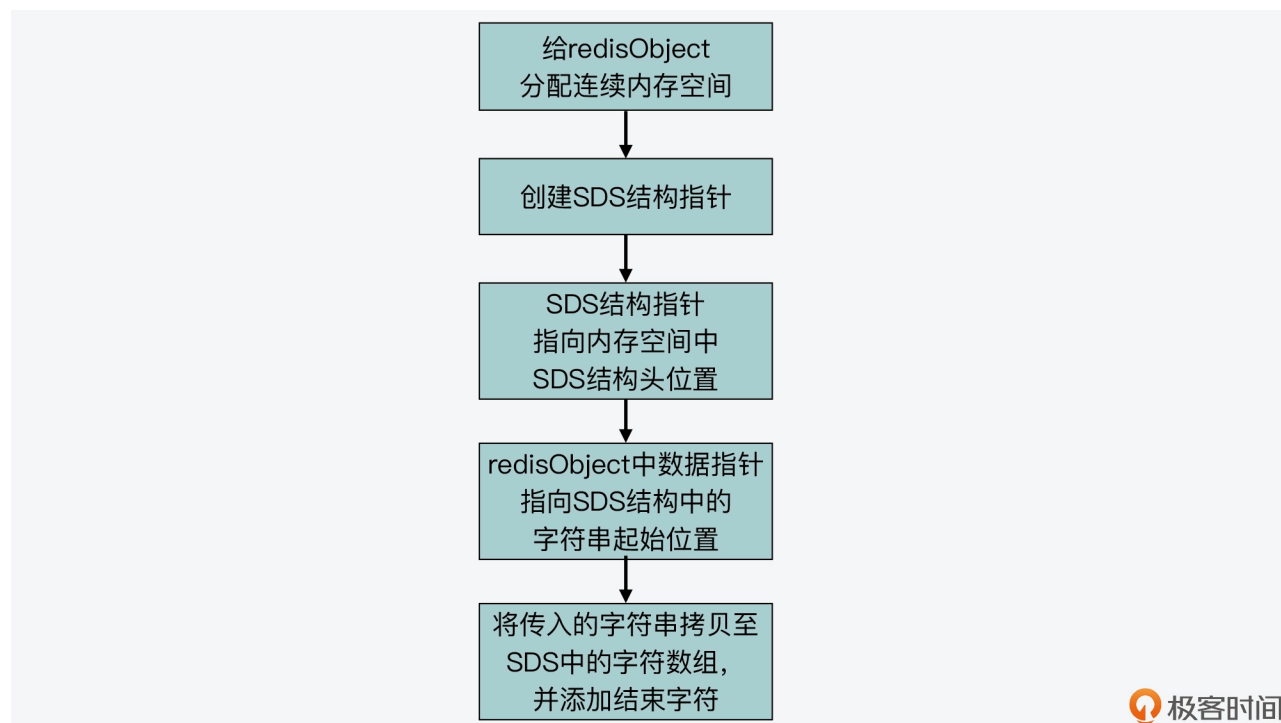 给redisObject
分配连续内存空间
创建SDS结构指针
SDS结构指针
指向内存空间中
SDS结构头位置
redisObject中数据指针
指向SDS结构中的
字符串起始位置
将传入的字符串拷贝至
SDS中的字符数组，
并添加结束字符
极客时间